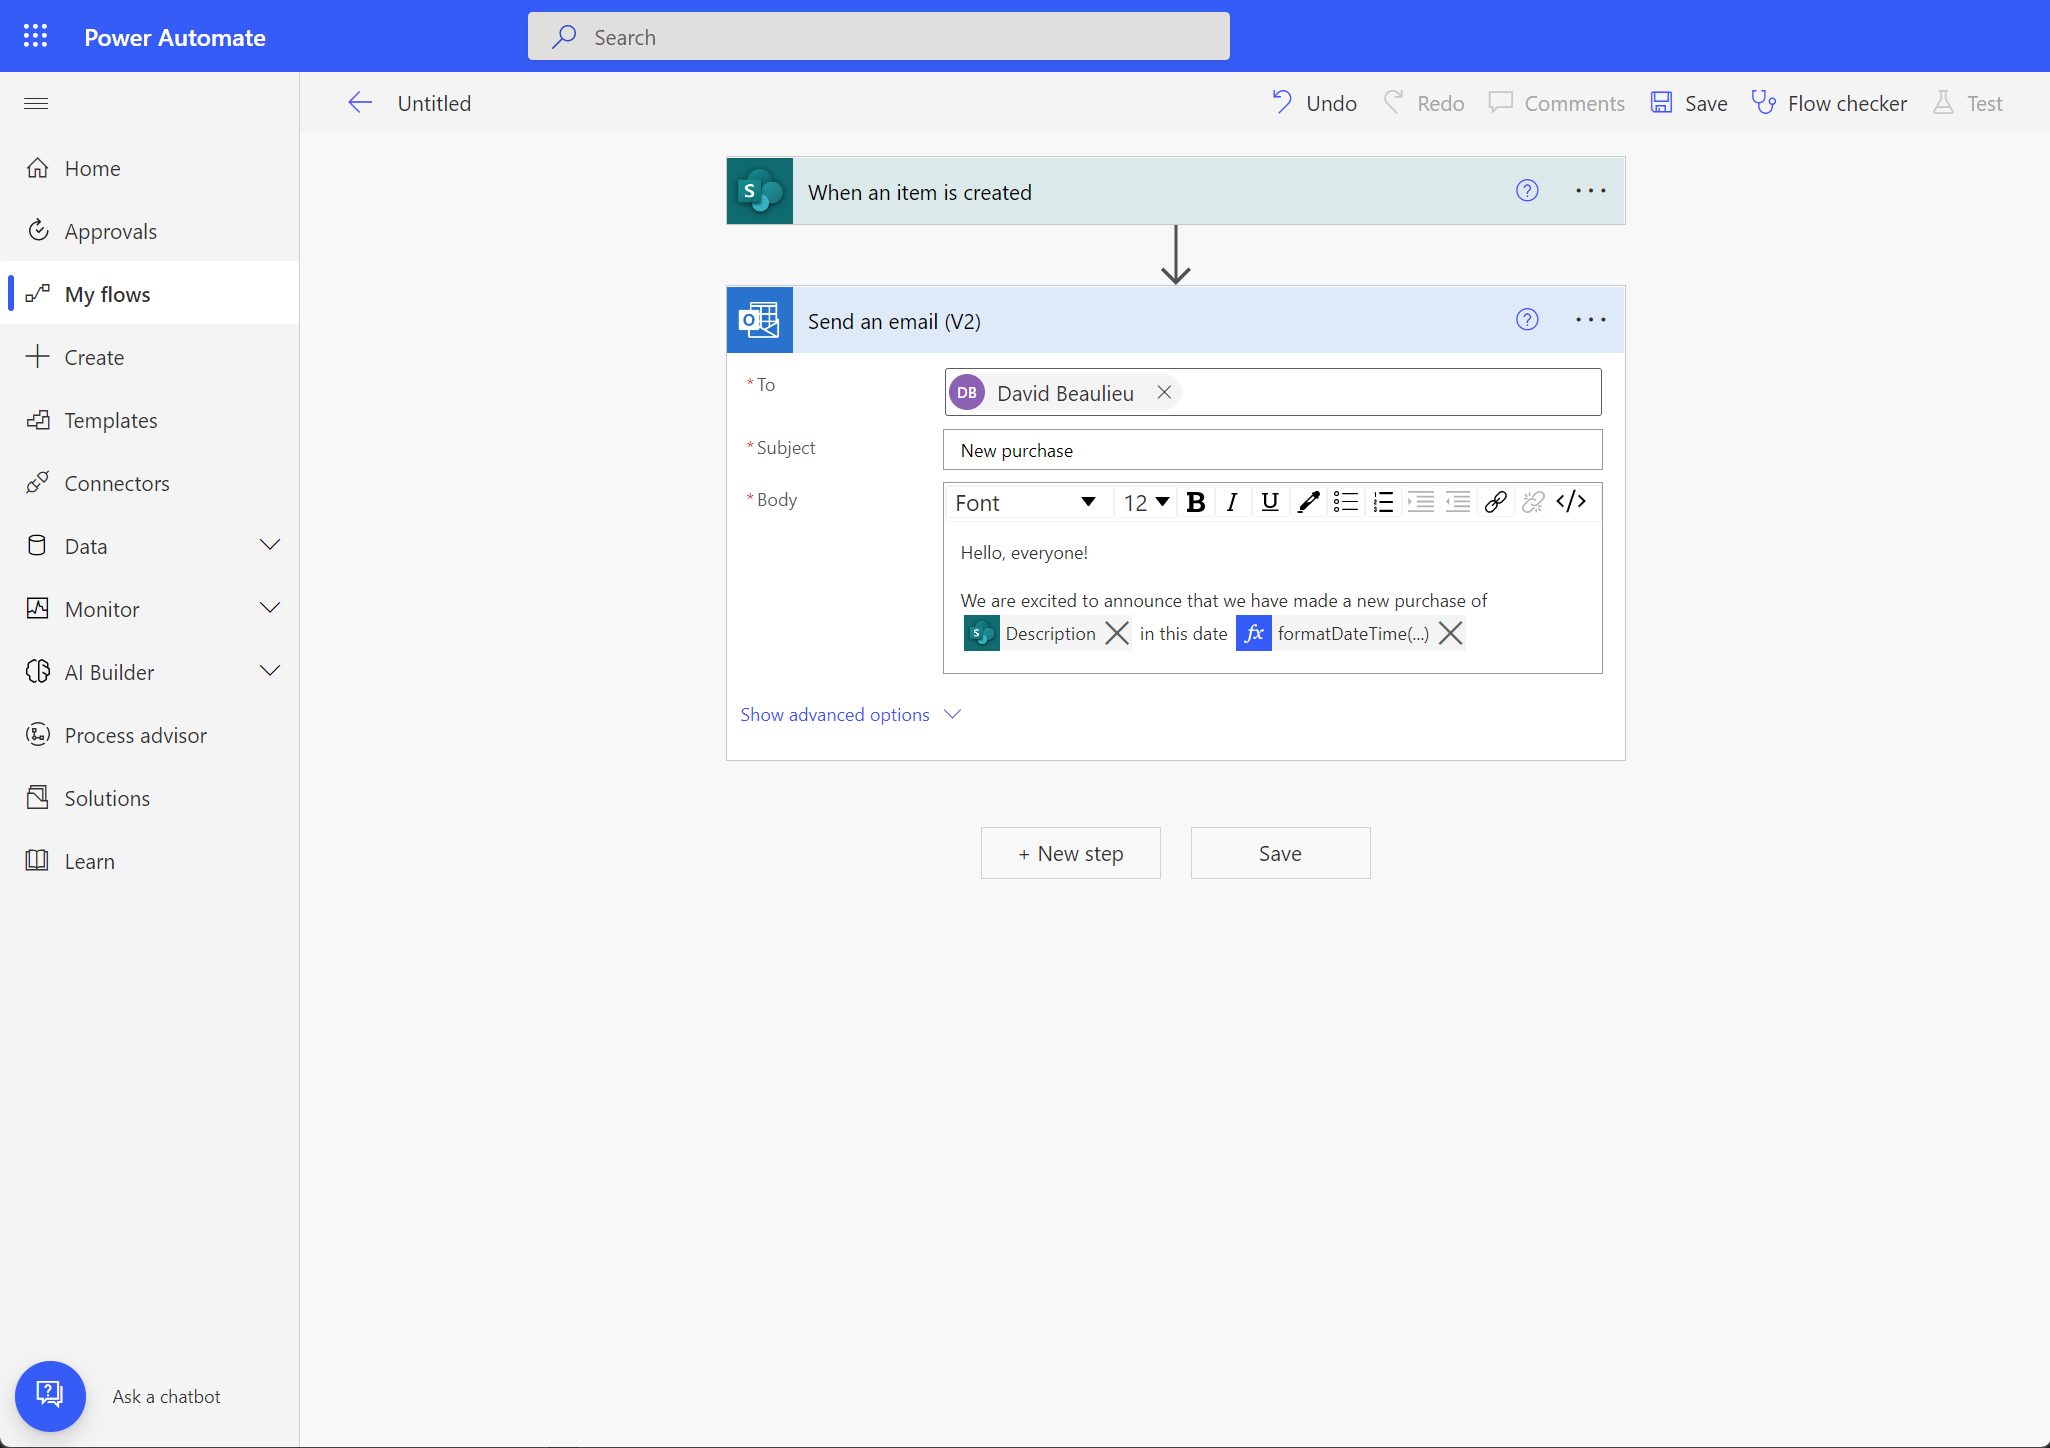 Power Automate
Search
Untitled
Undo
Redo
Comments
Save
Flow checker
Test
Home
Approvals
My flows
Create
Templates
Connectors
Data
Monitor
AI Builder
Process advisor
Solutions
Learn
Ask a chatbot
S
When an item is created
?
...
O
Send an email (V2)
?
...
* To
DB David Beaulieu
* Subject
New purchase
* Body
Font 12 B I U </>
Hello, everyone!
We are excited to announce that we have made a new purchase of
S Description in this date fx formatDateTime(...)
Show advanced options
+ New step
Save